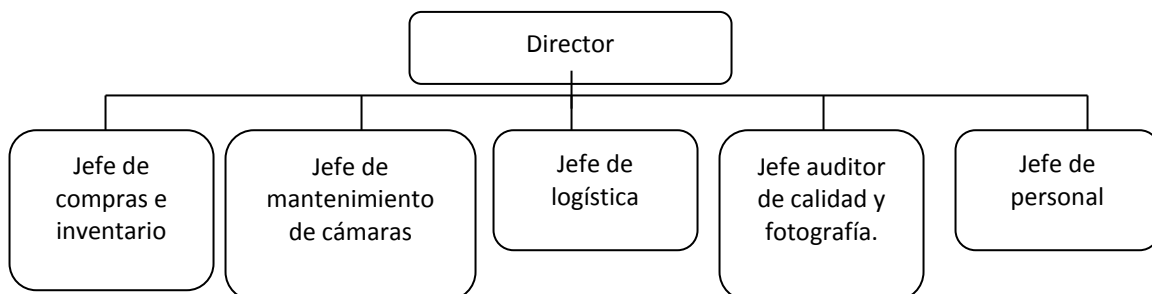 Director
Jefe de
compras e
inventario
Jefe de
mantenimiento
de cámaras
Jefe de
logística
Jefe auditor
de calidad y
fotografía.
Jefe de
personal